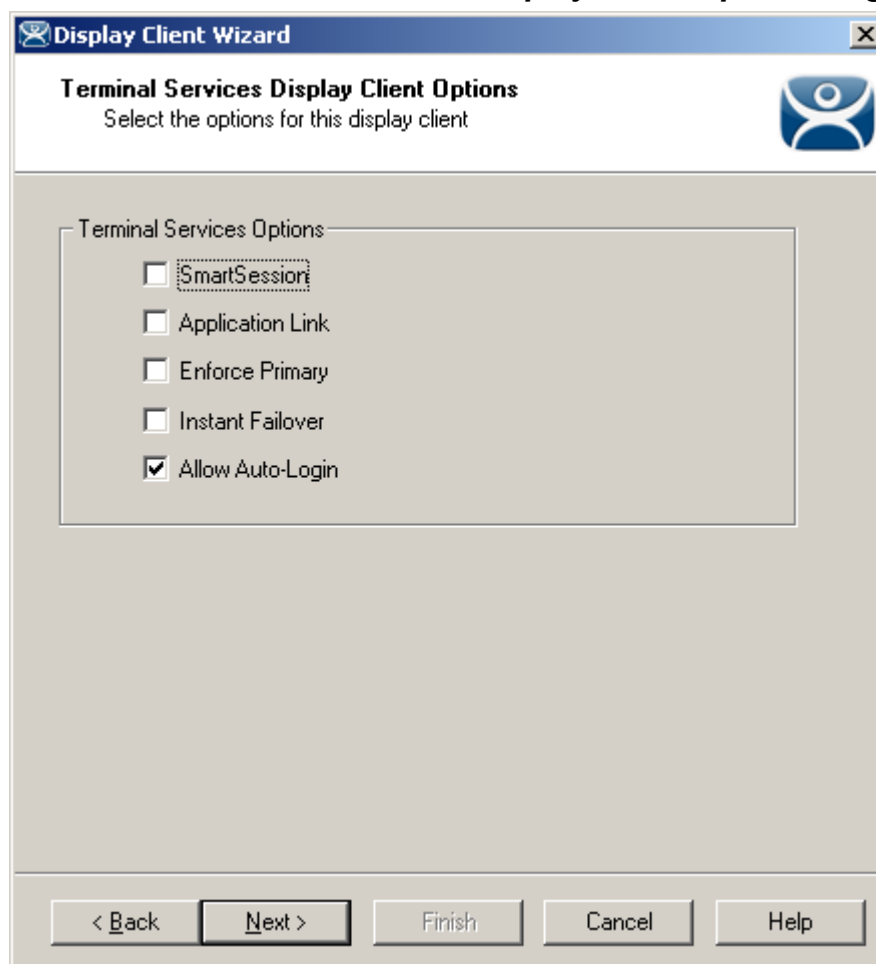 Display Client Wizard
Terminal Services Display Client Options
Select the options for this display client
Terminal Services Options
SmartSession
Application Link
Enforce Primary
Instant Failover
Allow Auto-Login
< Back Next > Finish Cancel Help